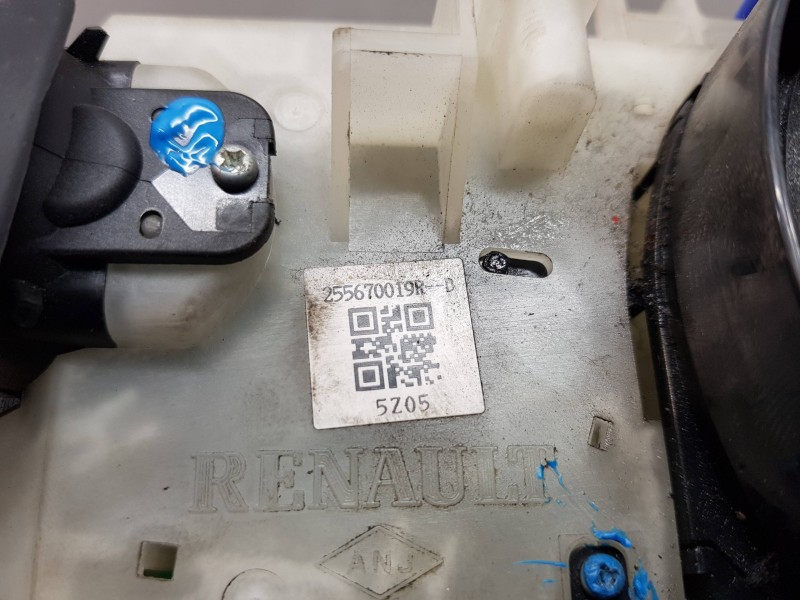 255670019R--D
5Z05
RENAULT
ANJ